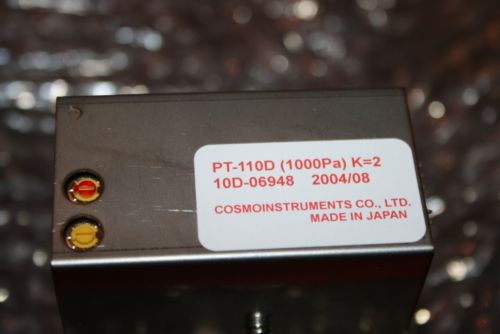 PT-110D (1000Pa) K=2
10D-06948 2004/08
COSMOINSTRUMENTS CO., LTD.
MADE IN JAPAN